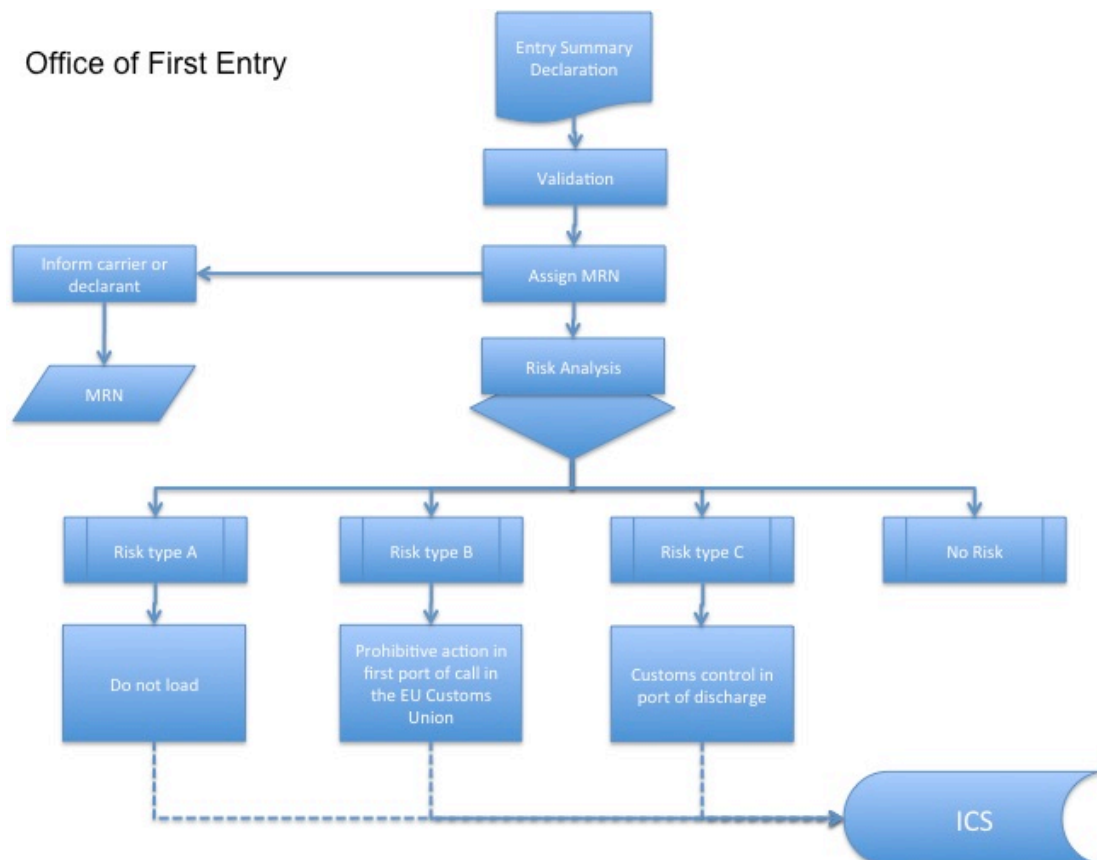 Office of First Entry
Entry Summary
Declaration
Validation
Inform carrier or
declarant
Assign MRN
MRN
Risk Analysis
Risk type A
Risk type B
Risk type C
No Risk
Do not load
Prohibitive action in
first port of call in
the EU Customs
Union
Customs control in
port of discharge
ICS